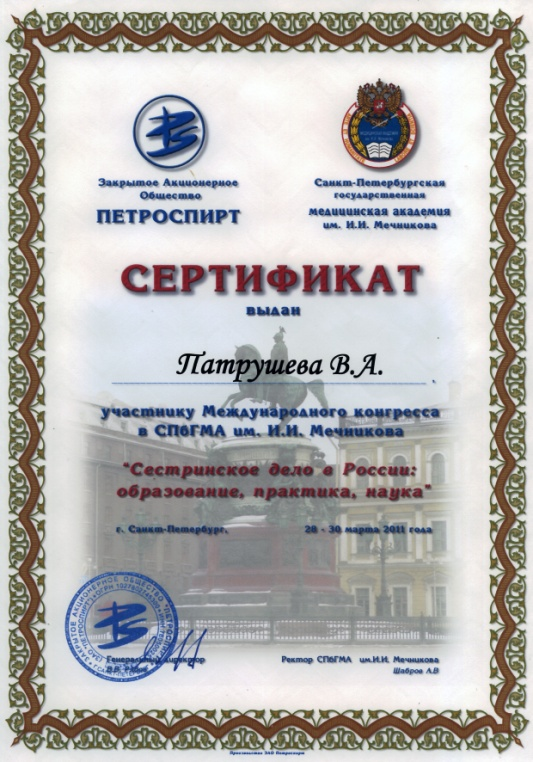 Закрытое Акционерное
Общество
ПЕТРОСПИРТ
Санкт-Петербургская
государственная
медицинская академия
им. И.И. Мечникова
СЕРТИФИКАТ
выдан
Патрушева В.А.
участнику Международного конгресса
в СПбГМА им. И.И. Мечникова
"Сестринское дело в России:
образование, практика, наука"
г. Санкт-Петербург, 28 - 30 марта 2011 года
Генеральный директор
Ректор СПбГМА им.И.И. Мечникова
Шабров А.В